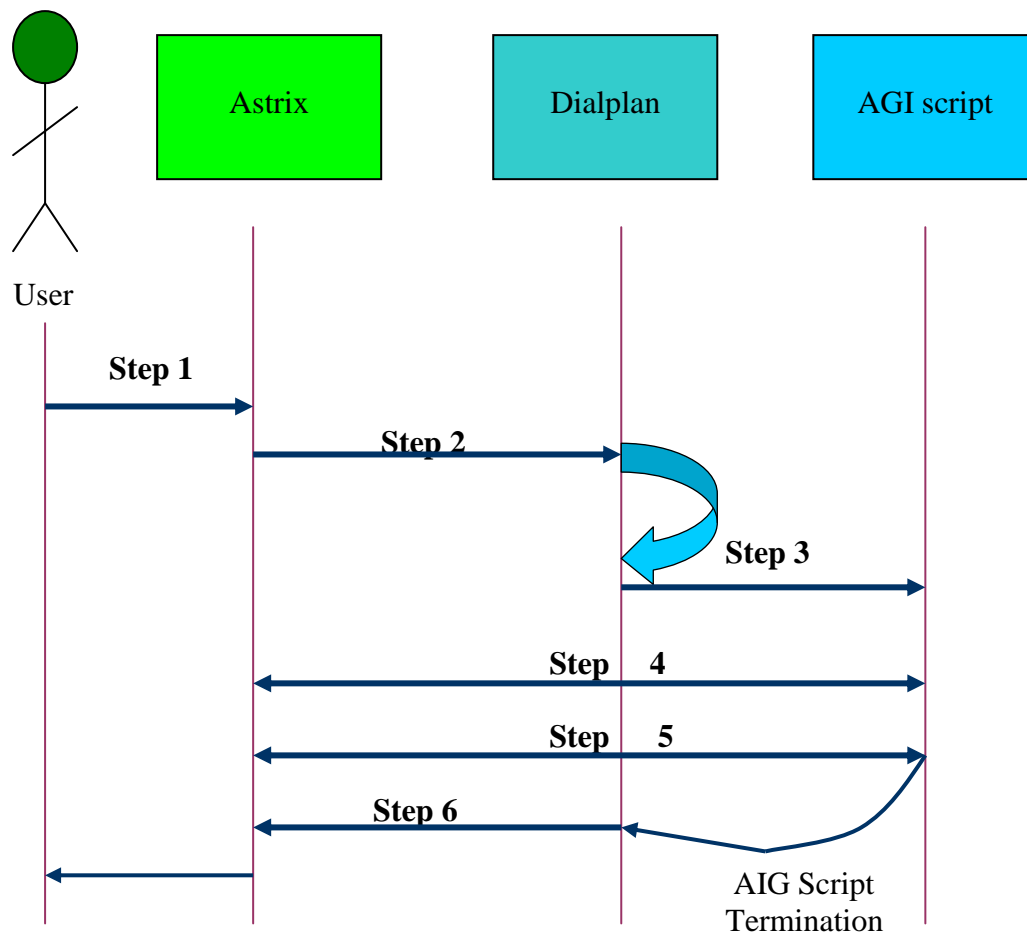 Astrix
Dialplan
AGI script
User
Step 1
Step 2
Step 3
Step 4
Step 5
Step 6
AIG Script
Termination